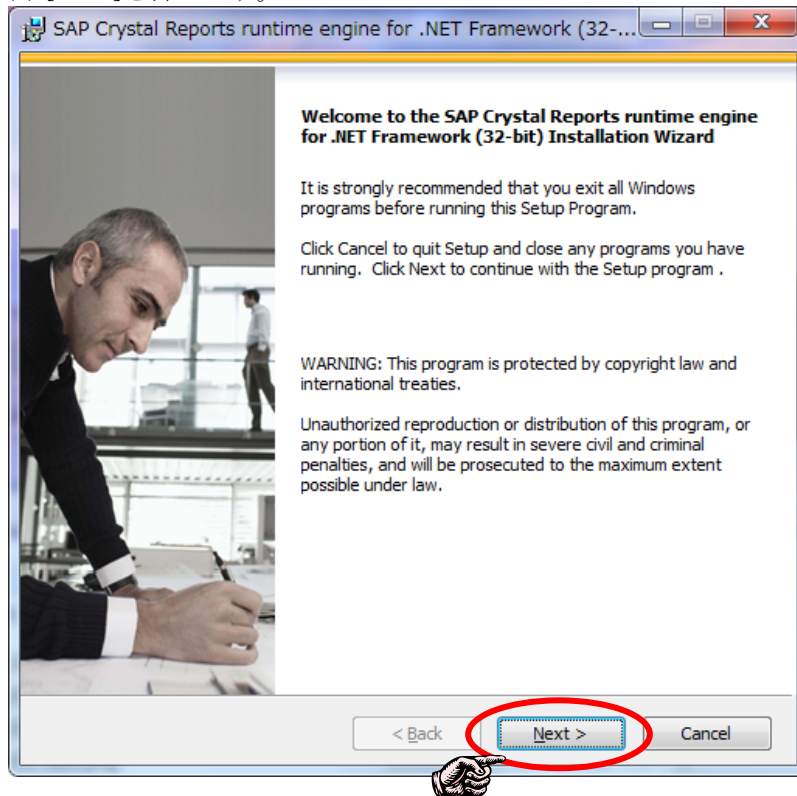 SAP Crystal Reports runtime engine for .NET Framework (32-...
Welcome to the SAP Crystal Reports runtime engine
for .NET Framework (32-bit) Installation Wizard
It is strongly recommended that you exit all Windows
programs before running this Setup Program.
Click Cancel to quit Setup and close any programs you have
running. Click Next to continue with the Setup program .
WARNING: This program is protected by copyright law and
international treaties.
Unauthorized reproduction or distribution of this program, or
any portion of it, may result in severe civil and criminal
penalties, and will be prosecuted to the maximum extent
possible under law.
< Back Next > Cancel